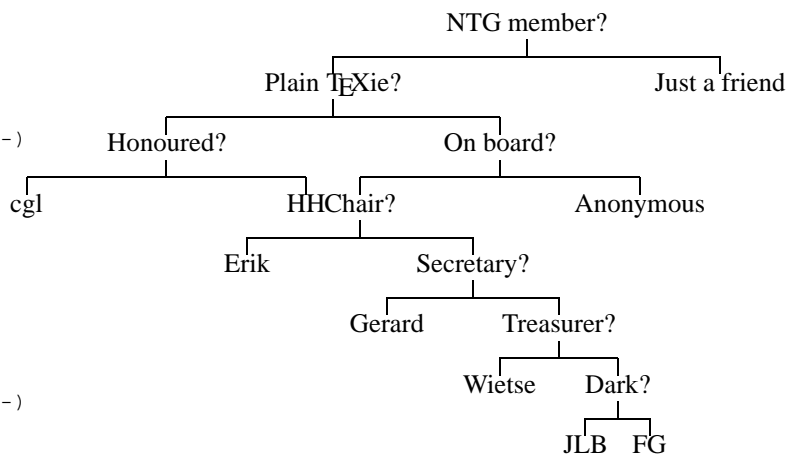 NTG member?
Plain TEXie? Just a friend
-) Honoured? On board?
cgl HHChair? Anonymous
Erik Secretary?
Gerard Treasurer?
Wietse Dark?
-)
JLB FG